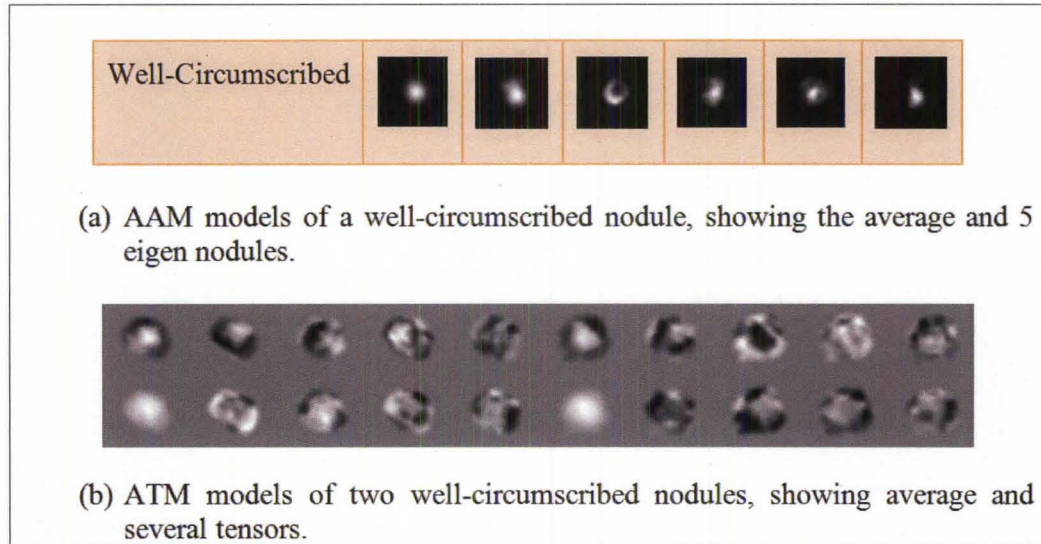 Well-Circumscribed
(a) AAM models of a well-circumscribed nodule, showing the average and 5
eigen nodules.
(b) ATM models of two well-circumscribed nodules, showing average and
several tensors.